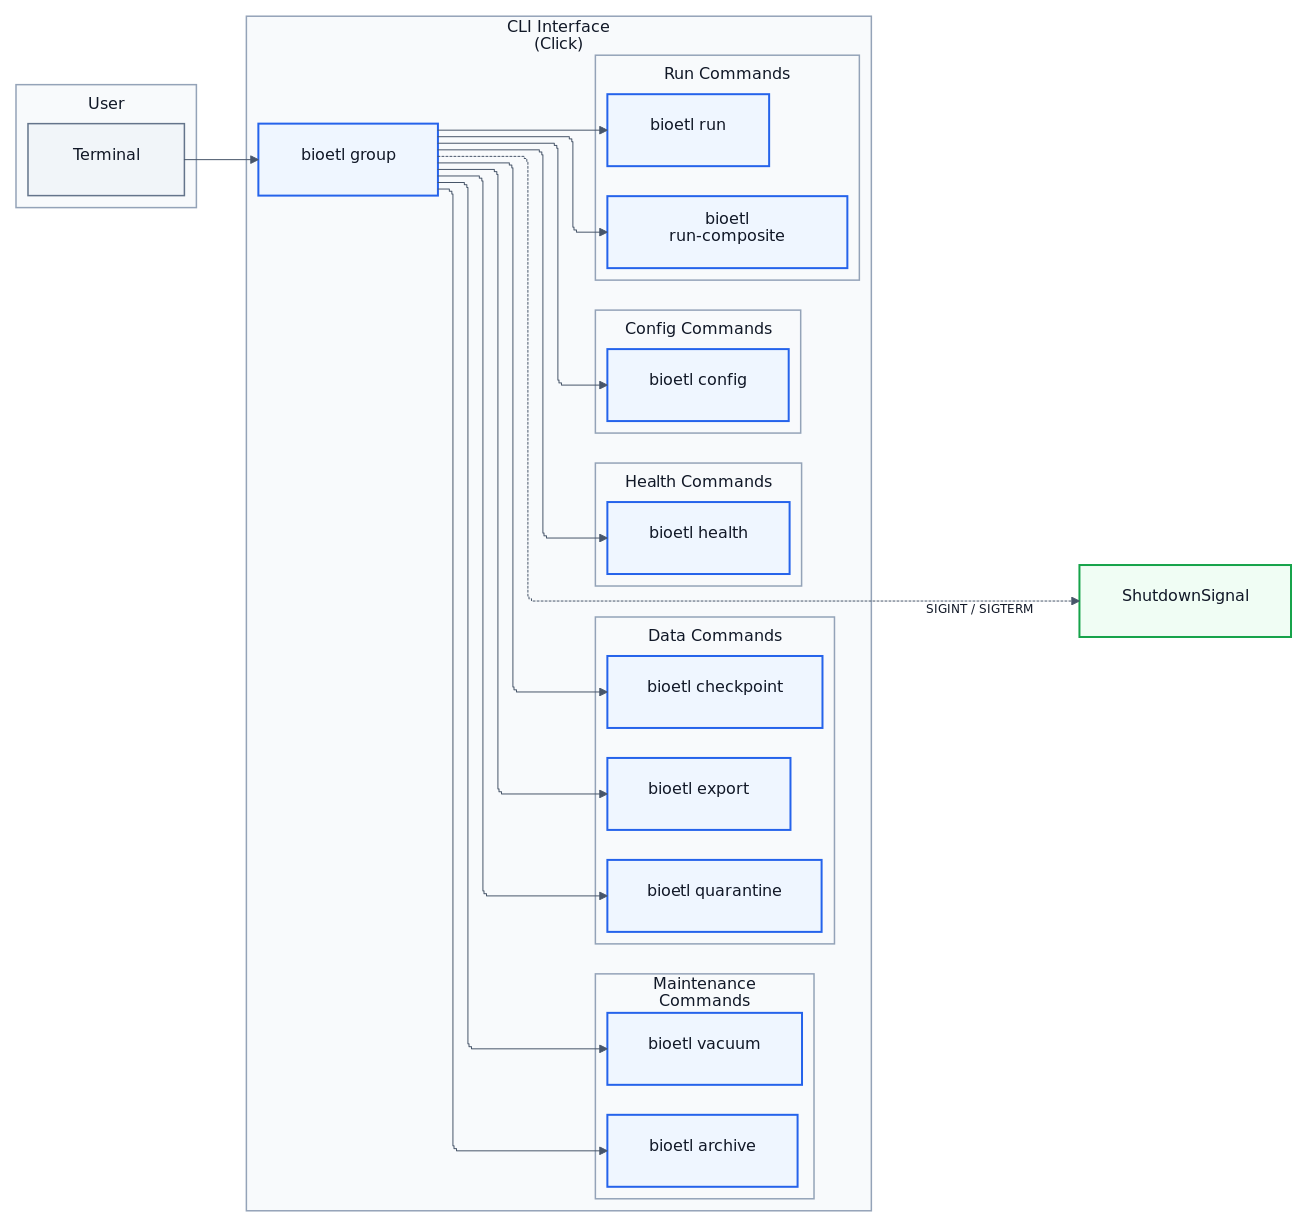 CLI Interface
(Click)
User
Terminal
bioetl group
Run Commands
bioetl run
bioetl
run-composite
Config Commands
bioetl config
Health Commands
bioetl health
SIGINT / SIGTERM
ShutdownSignal
Data Commands
bioetl checkpoint
bioetl export
bioetl quarantine
Maintenance
Commands
bioetl vacuum
bioetl archive